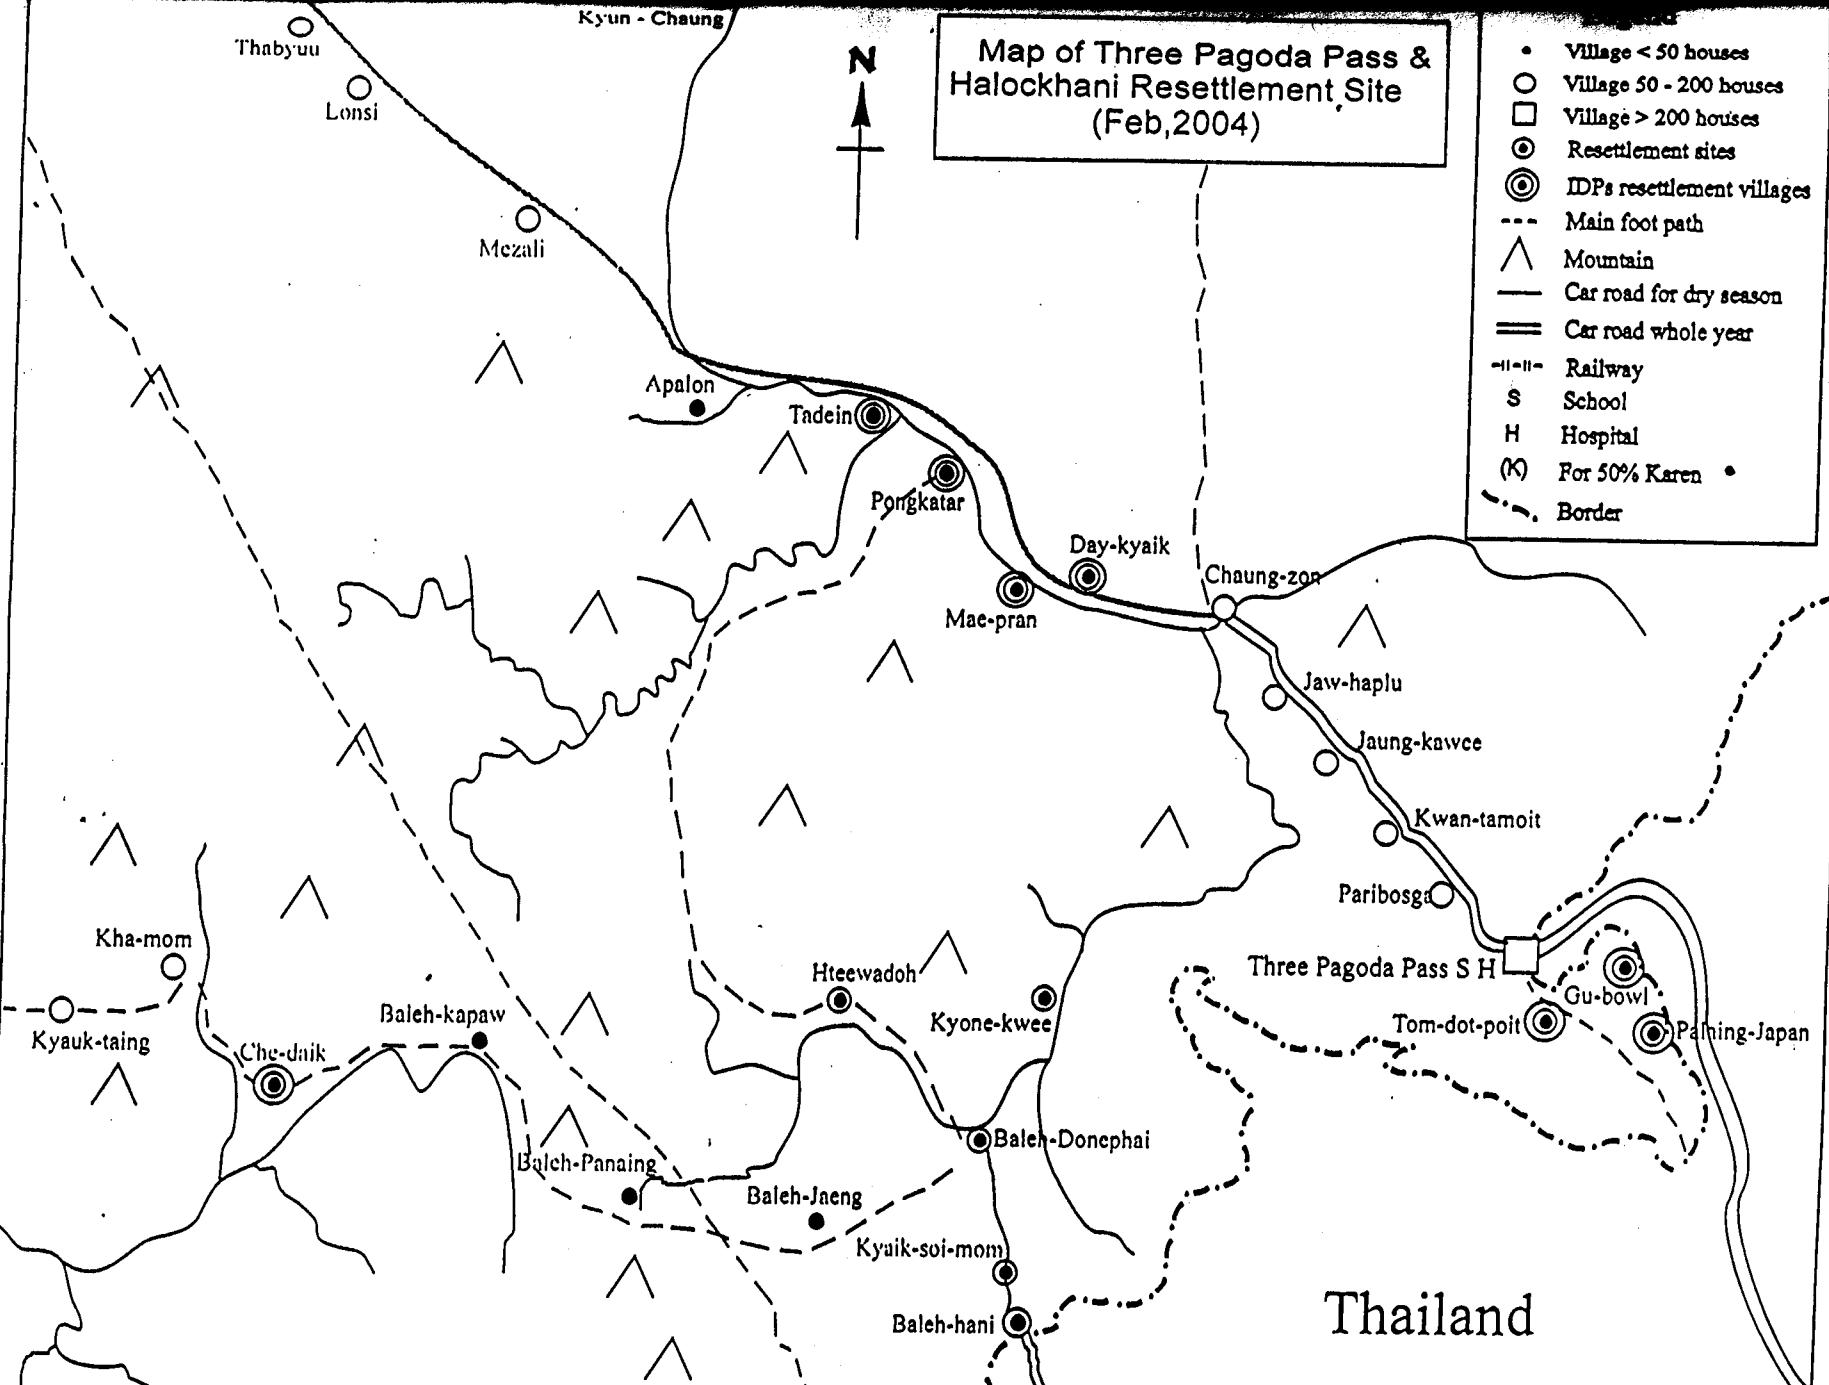 Kyun - Chaung
Thabyuu
Lonsi
Mezali
N
Map of Three Pagoda Pass &
Halockhani Resettlement Site
(Feb,2004)
Legend
Village < 50 houses
Village 50 - 200 houses
Village > 200 houses
Resettlement sites
IDPs resettlement villages
Main foot path
Mountain
Car road for dry season
Car road whole year
Railway
S School
H Hospital
(K) For 50% Karen
Border
Apalon
Tadein
Pongkatar
Day-kyaik
Mae-pran
Chaung-zon
Jaw-haplu
Jaung-kawee
Kwan-tamoit
Paribosga
Three Pagoda Pass S H
Gu-bowl
Tom-dot-poit
Palning-Japan
Kha-mom
Kyauk-taing
Che-daik
Baleh-kapaw
Hteewadoh
Kyone-kwee
Baleh-Donephai
Baleh-Panaing
Baleh-Jaeng
Kyaik-soi-mom
Baleh-hani
Thailand